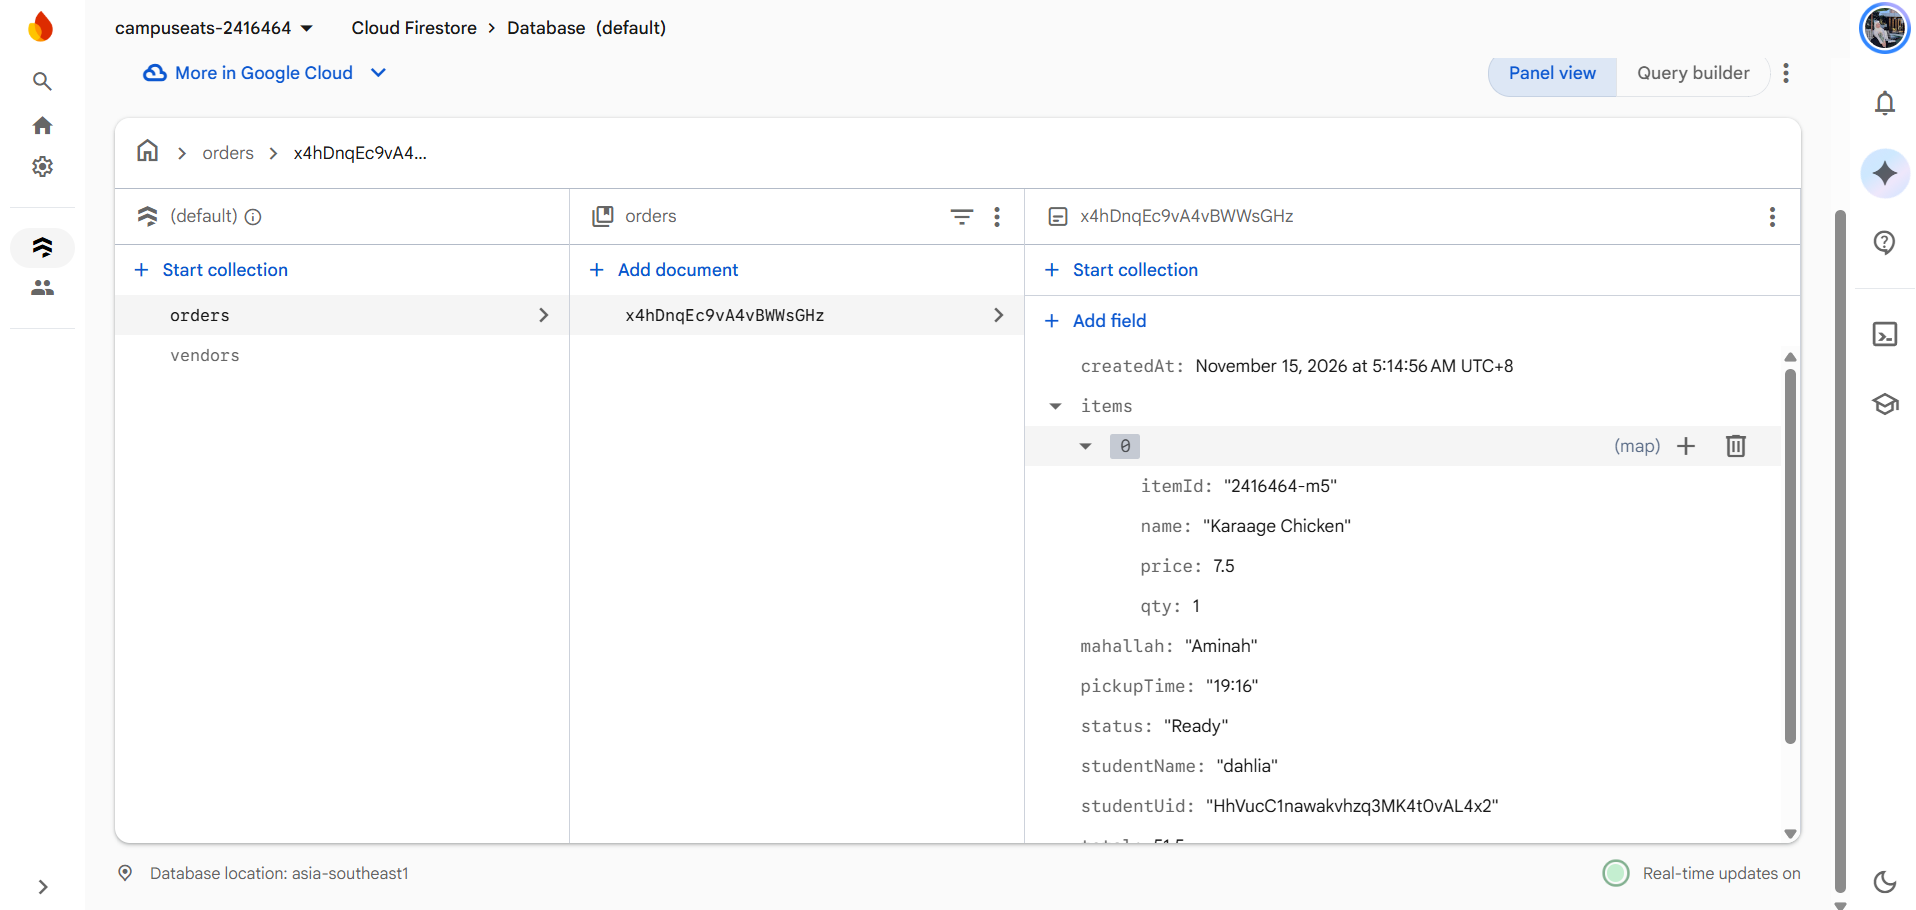 campuseats-2416464
Cloud Firestore > Database (default)
More in Google Cloud
Panel view
Query builder
orders > x4hDnqEc9vA4...
(default)
orders
x4hDnqEc9vA4vBWWsGHz
+ Start collection
+ Add document
+ Start collection
orders
x4hDnqEc9vA4vBWWsGHz
+ Add field
vendors
createdAt: November 15, 2026 at 5:14:56 AM UTC+8
items
0 (map)
itemId: "2416464-m5"
name: "Karaage Chicken"
price: 7.5
qty: 1
mahallah: "Aminah"
pickupTime: "19:16"
status: "Ready"
studentName: "dahlia"
studentUid: "HhVucC1nawakvhzq3MK4t0vAL4x2"
Database location: asia-southeast1
Real-time updates on